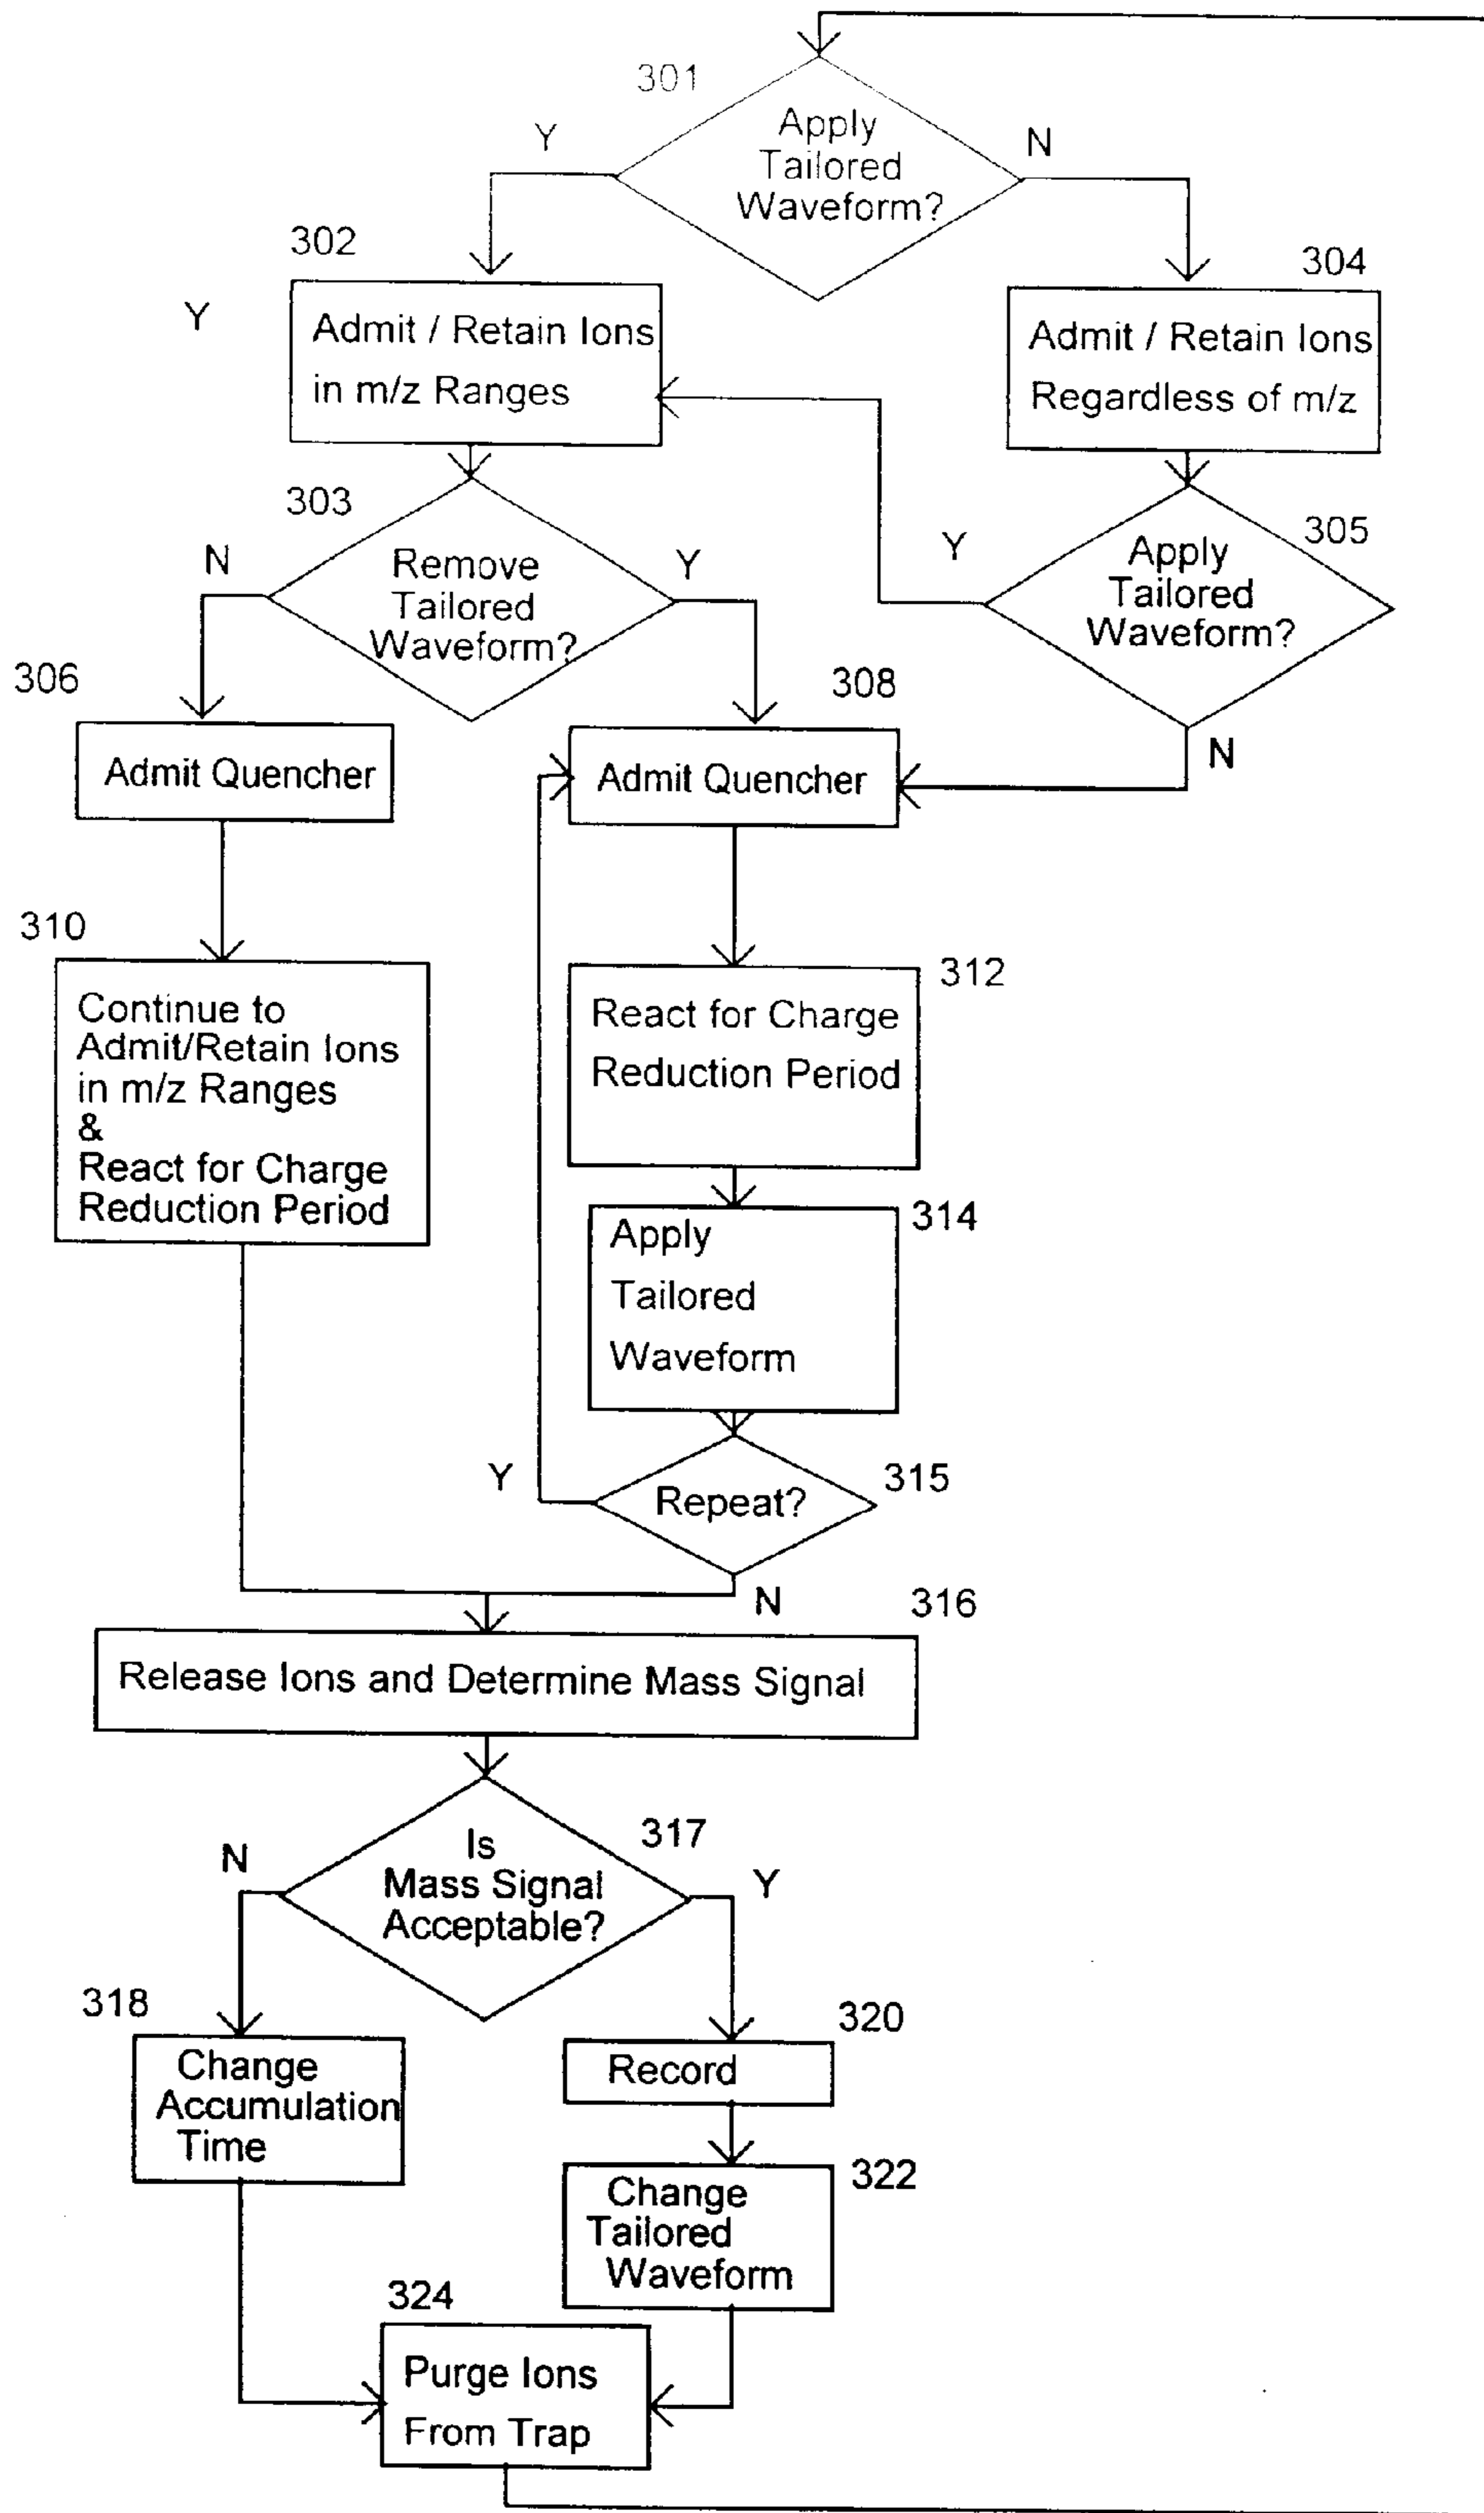 301
Apply
Tailored
Waveform?
Y
N
302
304
Y
Admit / Retain Ions
in m/z Ranges
Admit / Retain Ions
Regardless of m/z
303
305
N
Remove
Tailored
Waveform?
Y
Y
Apply
Tailored
Waveform?
306
308
N
Admit Quencher
Admit Quencher
310
312
Continue to
Admit/Retain Ions
in m/z Ranges
&
React for Charge
Reduction Period
React for Charge
Reduction Period
314
Apply
Tailored
Waveform
Y
Repeat?
315
N
316
Release Ions and Determine Mass Signal
317
N
Is
Mass Signal
Acceptable?
Y
318
320
Change
Accumulation
Time
Record
322
Change
Tailored
Waveform
324
Purge Ions
From Trap